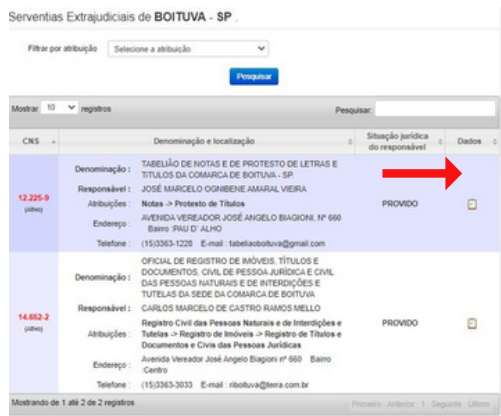 Serventias Extrajudiciais de BOITUVA - SP .
Filtrar por atribuição Selecione a atribuição
Pesquisar
Mostrar 10 registros Pesquisar:
CNS Denominação e localização Situação jurídica do responsável Dados
Denominação : TABELIÃO DE NOTAS E DE PROTESTO DE LETRAS E
TITULOS DA COMARCA DE BOITUVA - SP.
Responsável : JOSÉ MARCELO OGNIBENE AMARAL VIEIRA
12.225-9 (Ativo) Atribuições : Notas -> Protesto de Títulos PROVIDO
Endereço : AVENIDA VEREADOR JOSÉ ANGELO BIAGIONI, Nº 660
Bairro :PAU D' ALHO
Telefone : (15)3363-1228 E-mail : tabeliaoboituva@gmail.com
OFICIAL DE REGISTRO DE IMÓVEIS, TÍTULOS E
Denominação : DOCUMENTOS, CIVIL DE PESSOA JURÍDICA E CIVIL
DAS PESSOAS NATURAIS E DE INTERDIÇÕES E
TUTELAS DA SEDE DA COMARCA DE BOITUVA
Responsável : CARLOS MARCELO DE CASTRO RAMOS MELLO
14.652-2 (Ativo) Registro Civil das Pessoas Naturais e de Interdições e PROVIDO
Atribuições : Tutelas -> Registro de Imóveis -> Registro de Títulos e
Documentos e Civis das Pessoas Jurídicas
Endereço : Avenida Vereador José Angelo Biagioni nº 660 Bairro
:Centro
Telefone : (15)3363-3033 E-mail : riboituva@terra.com.br
Mostrando de 1 até 2 de 2 registros Primeiro Anterior 1 Seguinte Último